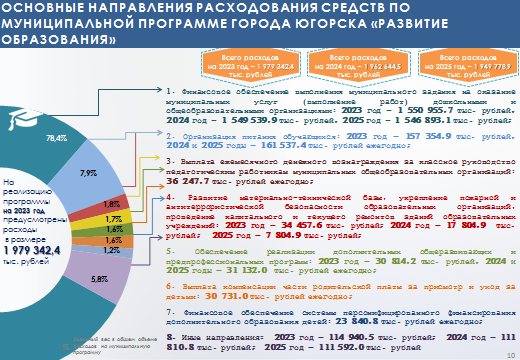 ОСНОВНЫЕ НАПРАВЛЕНИЯ РАСХОДОВАНИЯ СРЕДСТВ ПО
МУНИЦИПАЛЬНОЙ ПРОГРАММЕ ГОРОДА ЮГОРСКА «РАЗВИТИЕ
ОБРАЗОВАНИЯ»
Всего расходов
на 2023 год – 1 979 342,4
тыс. рублей
Всего расходов
на 2024 год – 1 962 644,5
тыс. рублей
Всего расходов
на 2025 год – 1 949 778,9
тыс. рублей
1. Финансовое обеспечение выполнения муниципального задания на оказание
муниципальных услуг (выполнение работ) дошкольными и
общеобразовательными организациями: 2023 год – 1 550 955.7 тыс. рублей,
2024 год – 1 549 539.9 тыс. рублей, 2025 год – 1 546 893.1 тыс. рублей;
2. Организация питания обучающихся: 2023 год – 157 354.9 тыс. рублей,
2024 и 2025 годы – 161 537.4 тыс. рублей ежегодно;
3. Выплата ежемесячного денежного вознаграждения за классное руководство
педагогическим работникам муниципальных общеобразовательных организаций:
36 247.7 тыс. рублей ежегодно;
4. Развитие материально-технической базы: укрепление пожарной и
антитеррористической безопасности образовательных организаций,
проведение капитального и текущего ремонтов зданий образовательных
учреждений: 2023 год – 34 457.6 тыс. рублей, 2024 год – 17 804.9 тыс.
рублей, 2025 год – 7 804.9 тыс. рублей;
5. Обеспечение реализации дополнительных общеразвивающих и
предпрофессиональных программ: 2023 год – 30 814.2 тыс. рублей, 2024 и
2025 годы – 31 132.0 тыс. рублей ежегодно;
6. Выплата компенсации части родительской платы за присмотр и уход за
детьми: 30 731.0 тыс. рублей ежегодно;
7. Финансовое обеспечение системы персонифицированного финансирования
дополнительного образования детей: 23 840.8 тыс. рублей ежегодно;
8. Иные направления: 2023 год – 114 940.5 тыс. рублей, 2024 год – 111
810.8 тыс. рублей, 2025 год – 111 592.0 тыс. рублей
78,4%
7,9%
1,8%
1,7%
1,6%
1,6%
1,2%
5,8%
На
реализацию
программы
на 2023 год
предусмотрены
расходы
в размере
1 979 342,4
тыс. рублей
вес в общем объеме
расходов на муниципальную
программу
10